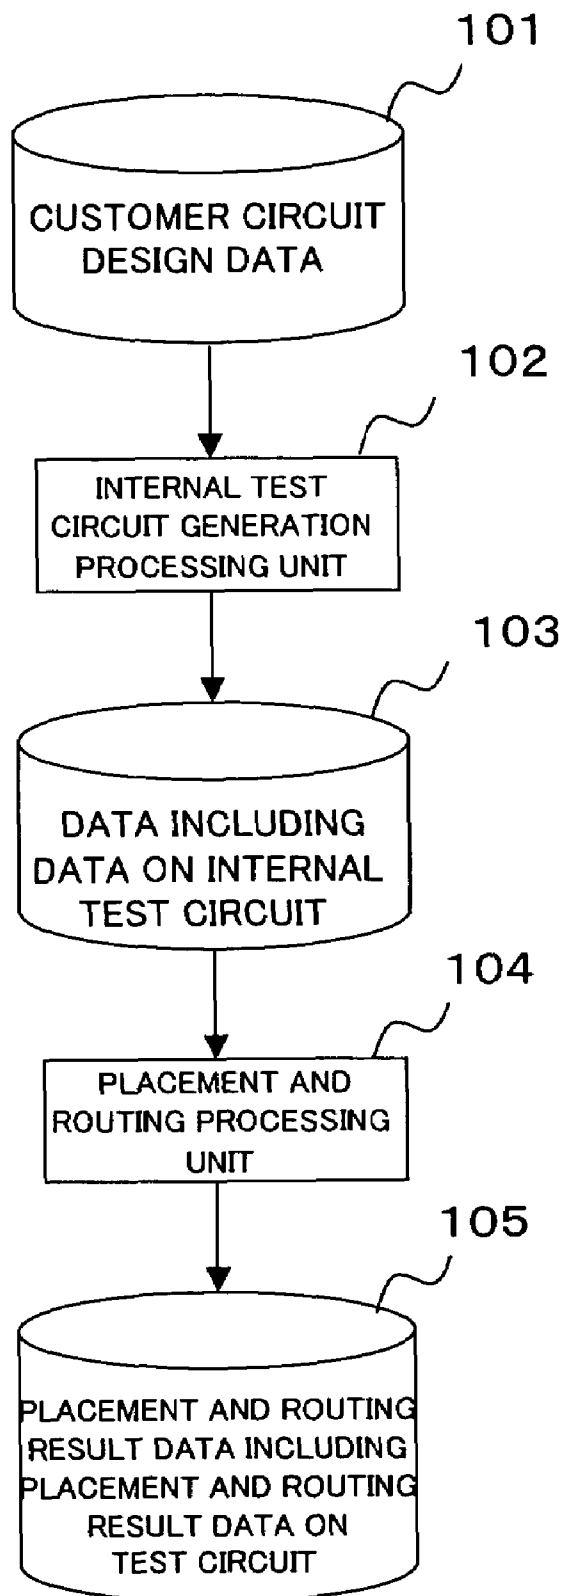 101
CUSTOMER CIRCUIT
DESIGN DATA
102
INTERNAL TEST
CIRCUIT GENERATION
PROCESSING UNIT
103
DATA INCLUDING
DATA ON INTERNAL
TEST CIRCUIT
104
PLACEMENT AND
ROUTING PROCESSING
UNIT
105
PLACEMENT AND ROUTING
RESULT DATA INCLUDING
PLACEMENT AND ROUTING
RESULT DATA ON
TEST CIRCUIT